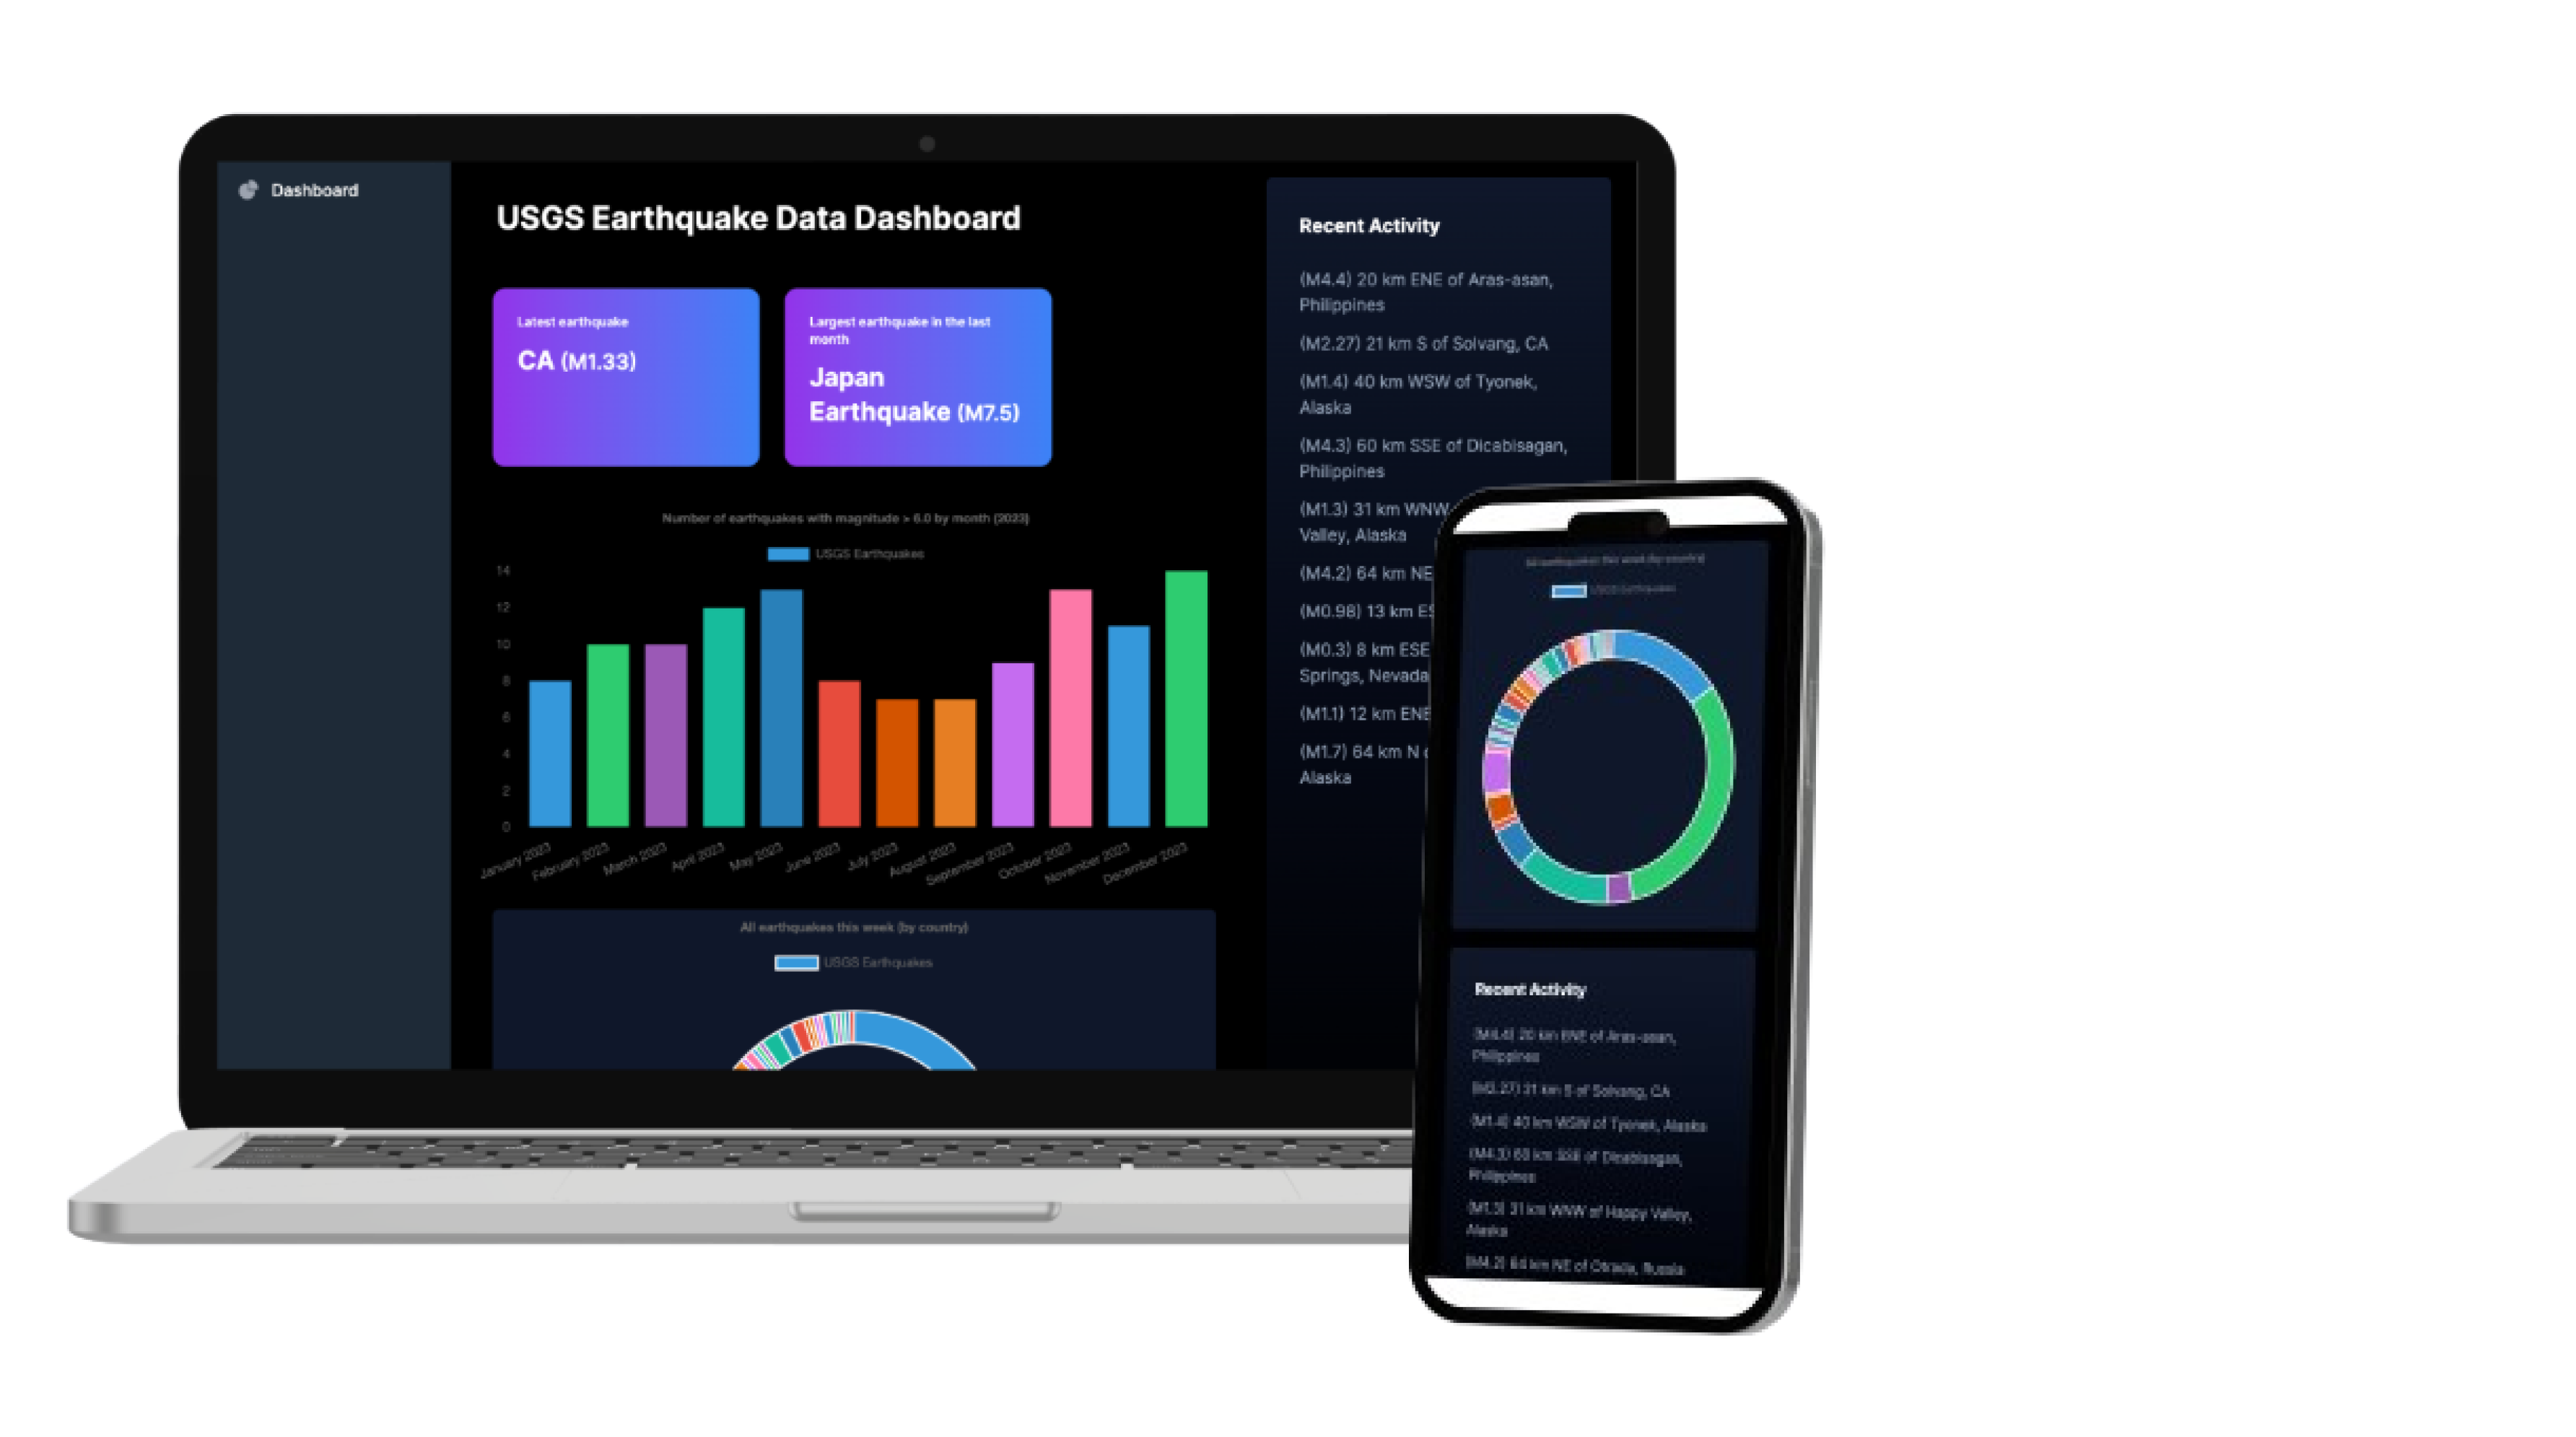 Dashboard
USGS Earthquake Data Dashboard
Latest earthquake
CA (M1.33)
Largest earthquake in the last
month
Japan
Earthquake (M7.5)
Number of earthquakes with magnitude > 6.0 by month (2023)
USGS Earthquakes
14
12
10
8
6
4
2
0
January 2023
February 2023
March 2023
April 2023
May 2023
June 2023
July 2023
August 2023
September 2023
October 2023
November 2023
December 2023
All earthquakes this week (by country)
USGS Earthquakes
Recent Activity
(M4.4) 20 km ENE of Aras-asan,
Philippines
(M2.27) 21 km S of Solvang, CA
(M1.4) 40 km WSW of Tyonek,
Alaska
(M4.3) 60 km SSE of Dicabisagan,
Philippines
(M1.3) 31 km WNW
Valley, Alaska
(M4.2) 64 km NE
(M0.98) 13 km
(M0.3) 8 km ESE
Springs, Nevada
(M1.1) 12 km ENE
(M1.7) 64 km N
Alaska
All earthquakes this week (by country)
USGS Earthquakes
Recent Activity
(M4.4) 20 km ENE of Aras-asan,
Philippines
(M2.27) 21 km S of Solvang, CA
(M1.4) 40 km WSW of Tyonek, Alaska
(M4.3) 60 km SSE of Dicabisagan,
Philippines
(M1.3) 31 km WNW of Happy Valley,
Alaska
(M4.2) 64 km NE of Otrada, Russia